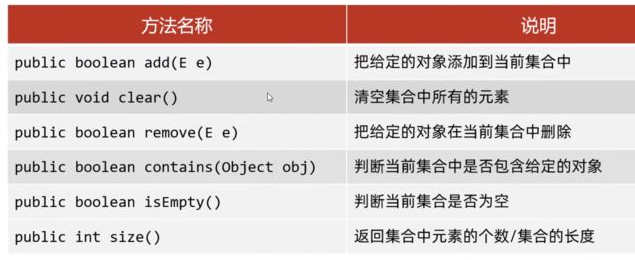 方法名称 说明
public boolean add(E e) 把给定的对象添加到当前集合中
public void clear() 清空集合中所有的元素
public boolean remove(E e) 把给定的对象在当前集合中删除
public boolean contains(Object obj) 判断当前集合中是否包含给定的对象
public boolean isEmpty() 判断当前集合是否为空
public int size() 返回集合中元素的个数/集合的长度